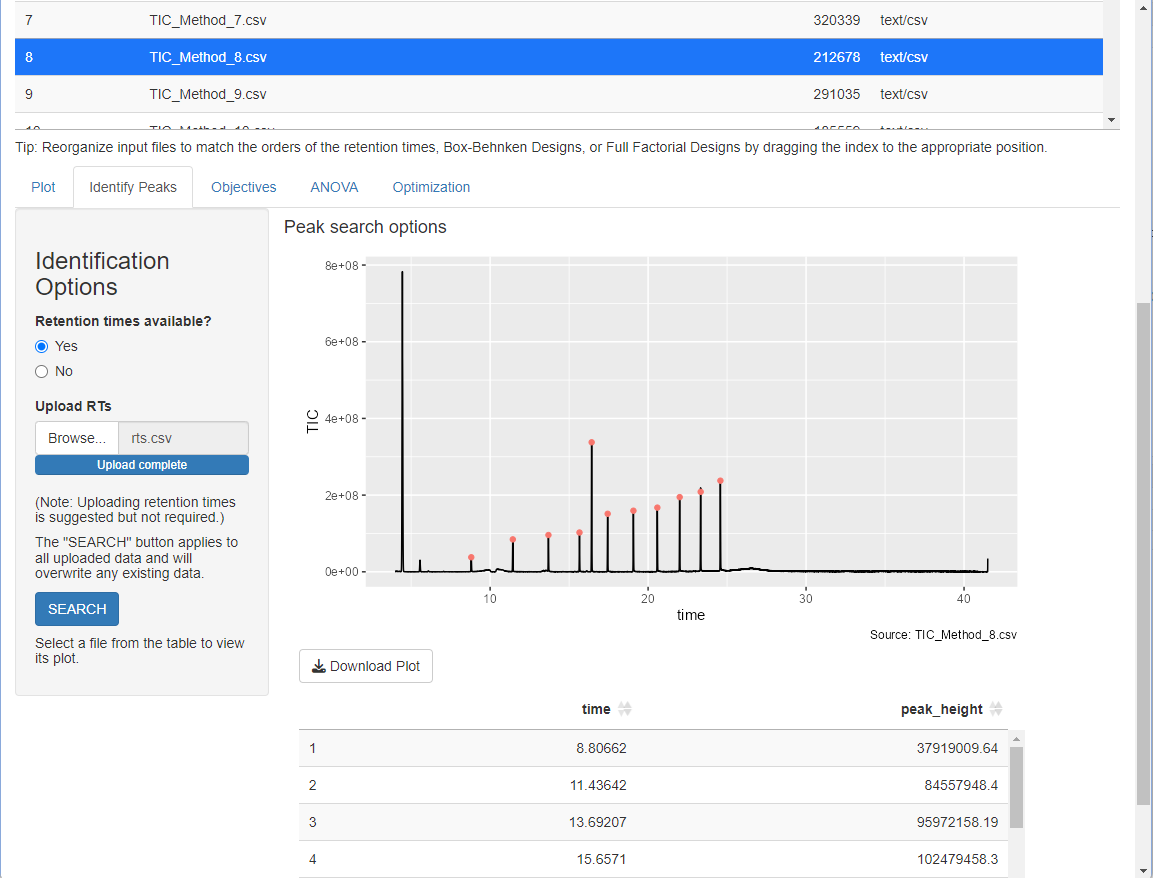 7 TIC_Method_7.csv 320339 text/csv
8 TIC_Method_8.csv 212678 text/csv
9 TIC_Method_9.csv 291035 text/csv
Tip: Reorganize input files to match the orders of the retention times, Box-Behnken Designs, or Full Factorial Designs by dragging the index to the appropriate position.
Plot Identify Peaks Objectives ANOVA Optimization
Identification
Options
Retention times available?
Yes
No
Upload RTs
Browse... rts.csv
Upload complete
(Note: Uploading retention times
is suggested but not required.)
The "SEARCH" button applies to
all uploaded data and will
overwrite any existing data.
SEARCH
Select a file from the table to view
its plot.
Peak search options
8e+08
6e+08
4e+08
2e+08
0e+00
TIC
10 20 30 40
time
Source: TIC_Method_8.csv
Download Plot
time peak_height
1 8.80662 37919009.64
2 11.43642 84557948.4
3 13.69207 95972158.19
4 15.6571 102479458.3